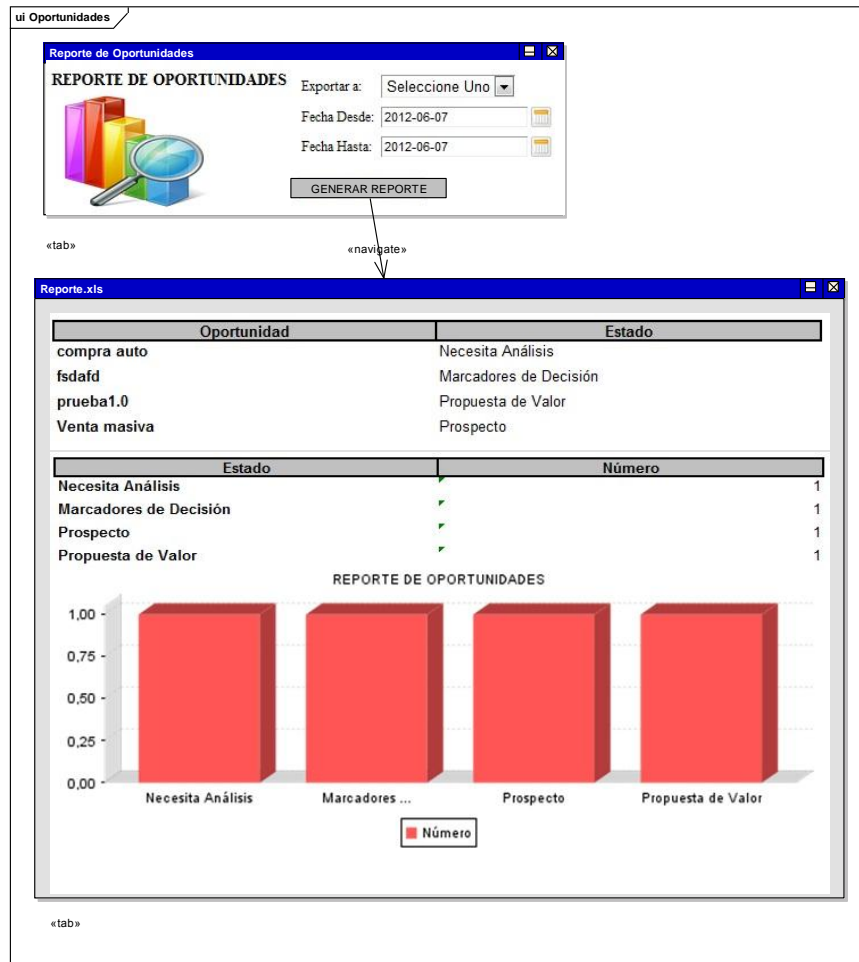 ui Oportunidades
Reporte de Oportunidades
REPORTE DE OPORTUNIDADES
Exportar a: Seleccione Uno
Fecha Desde: 2012-06-07
Fecha Hasta: 2012-06-07
GENERAR REPORTE
«tab»
«navigate»
Reporte.xls
Oportunidad Estado
compra auto Necesita Análisis
fsdafd Marcadores de Decisión
prueba1.0 Propuesta de Valor
Venta masiva Prospecto
Estado Número
Necesita Análisis 1
Marcadores de Decisión 1
Prospecto 1
Propuesta de Valor 1
REPORTE DE OPORTUNIDADES
1,00
0,75
0,50
0,25
0,00
Necesita Análisis Marcadores ... Prospecto Propuesta de Valor
Número
«tab»